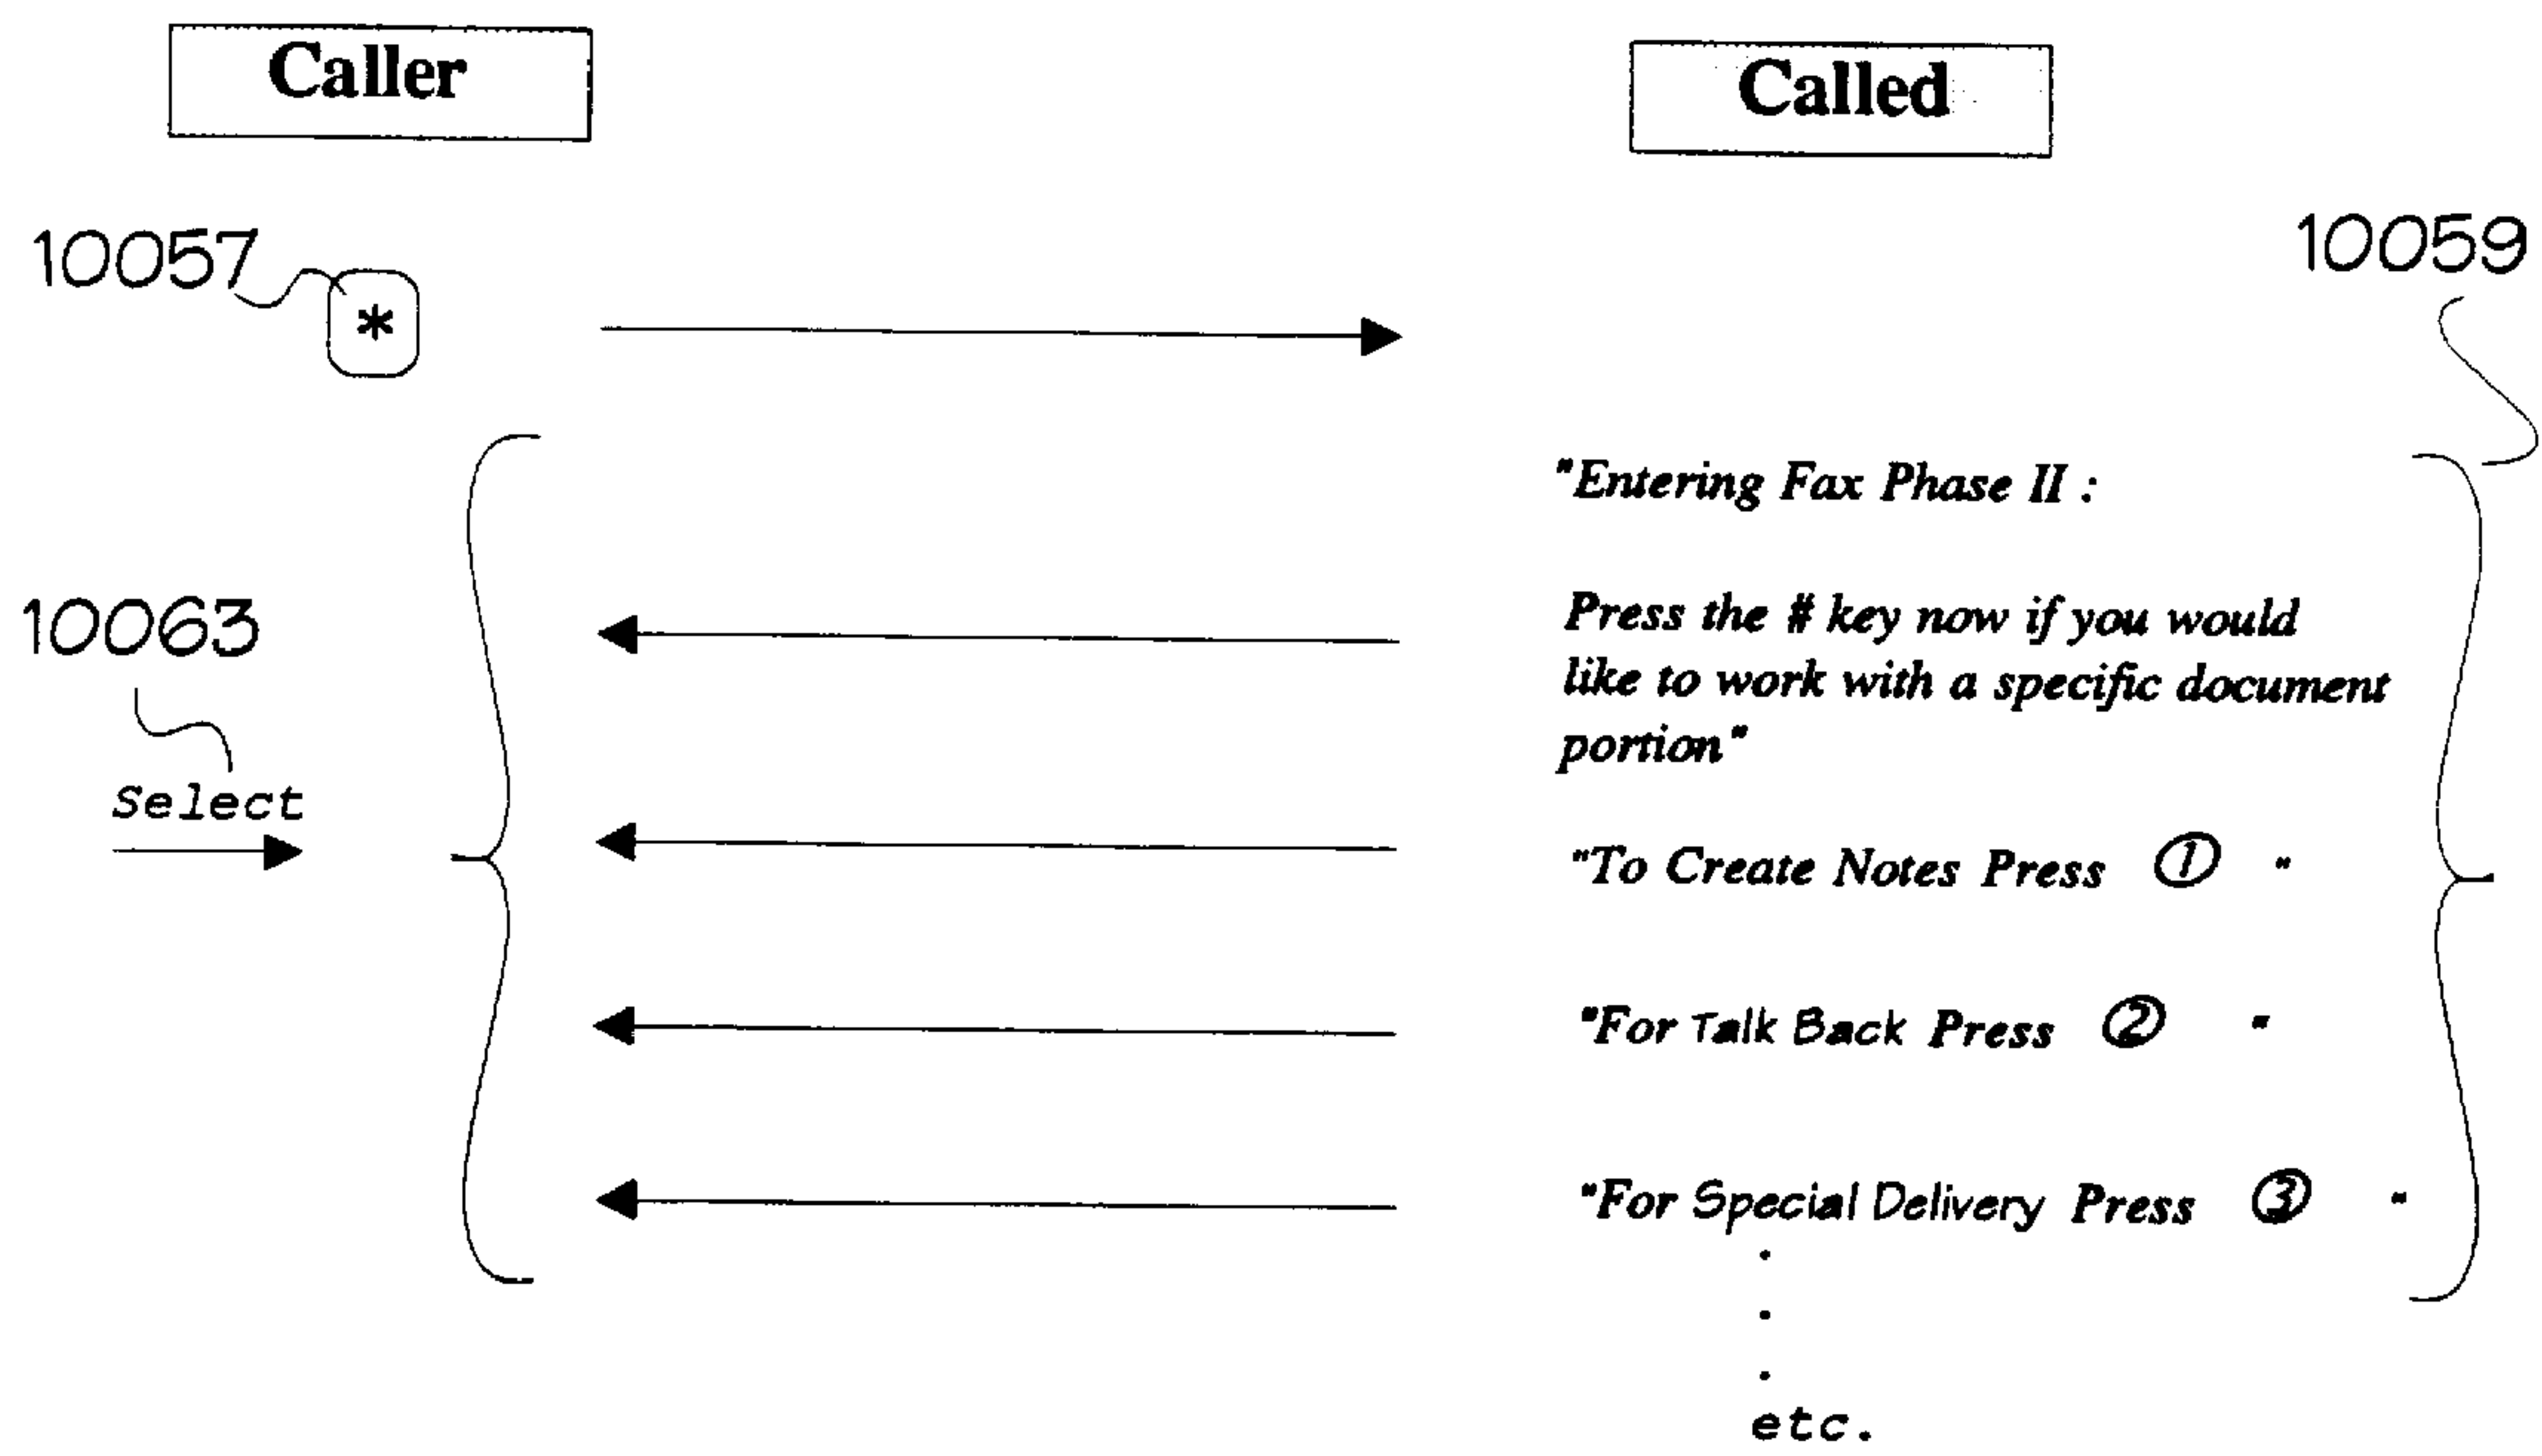 Caller
Called
10057
*
10059
"Entering Fax Phase II :
10063
Press the # key now if you would
like to work with a specific document
portion"
Select
"To Create Notes Press ① "
"For Talk Back Press ② "
"For Special Delivery Press ③ "
.
.
.
etc.